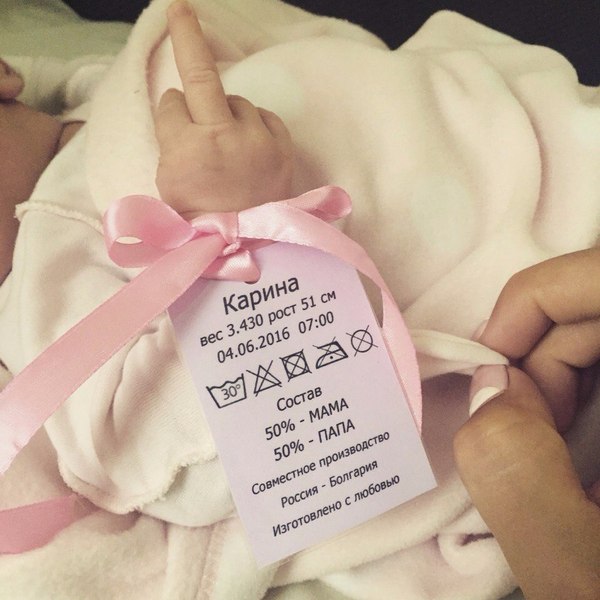 Карина
вес 3.430 рост 51 см
04.06.2016 07:00
30°
Состав
50% - МАМА
50% - ПАПА
Совместное производство
Россия - Болгария
Изготовлено с любовью